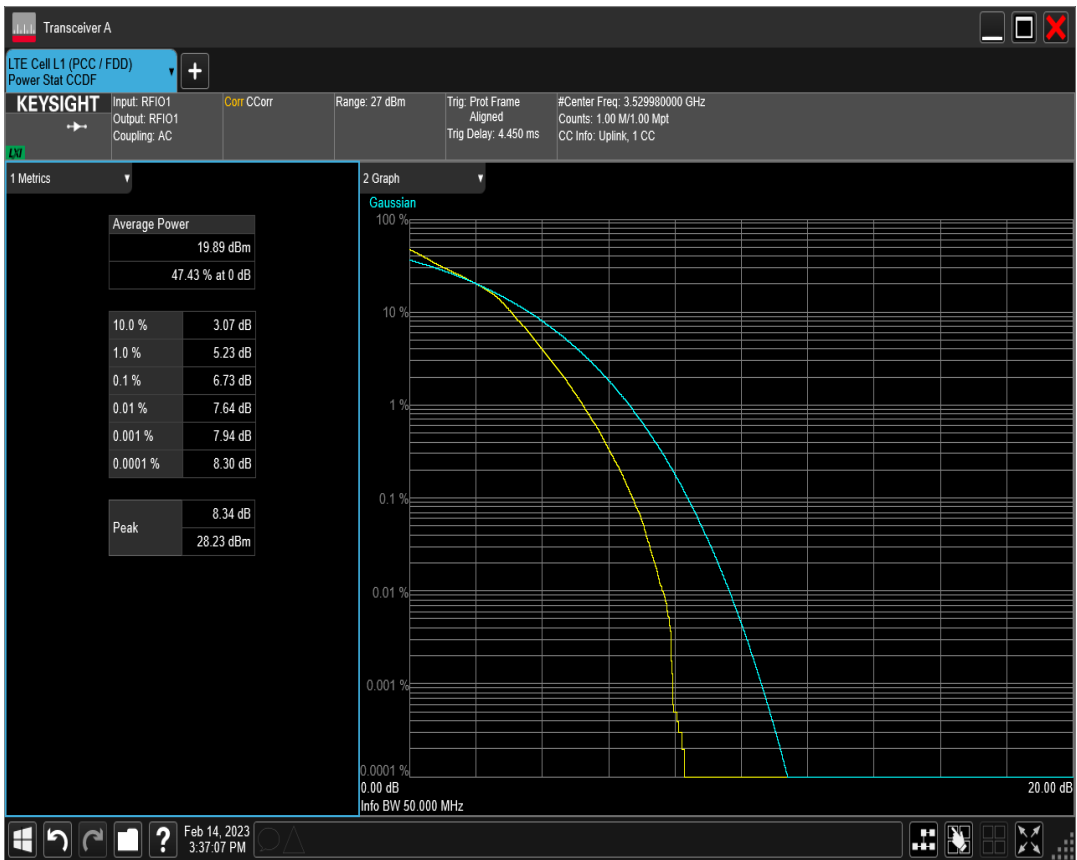 Transceiver A
LTE Cell L1 (PCC / FDD)
Power Stat CCDF
+
KEYSIGHT
LXI
Input: RFIO1
Output: RFIO1
Coupling: AC
Corr CCorr
Range: 27 dBm
Trig: Prot Frame
Aligned
Trig Delay: 4.450 ms
#Center Freq: 3.529980000 GHz
Counts: 1.00 M/1.00 Mpt
CC Info: Uplink, 1 CC
1 Metrics
Average Power
19.89 dBm
47.43 % at 0 dB
10.0 % 3.07 dB
1.0 % 5.23 dB
0.1 % 6.73 dB
0.01 % 7.64 dB
0.001 % 7.94 dB
0.0001 % 8.30 dB
Peak
8.34 dB
28.23 dBm
2 Graph
Gaussian
100 %
10 %
1 %
0.1 %
0.01 %
0.001 %
0.0001 %
0.00 dB 20.00 dB
Info BW 50.000 MHz
?
Feb 14, 2023
3:37:07 PM